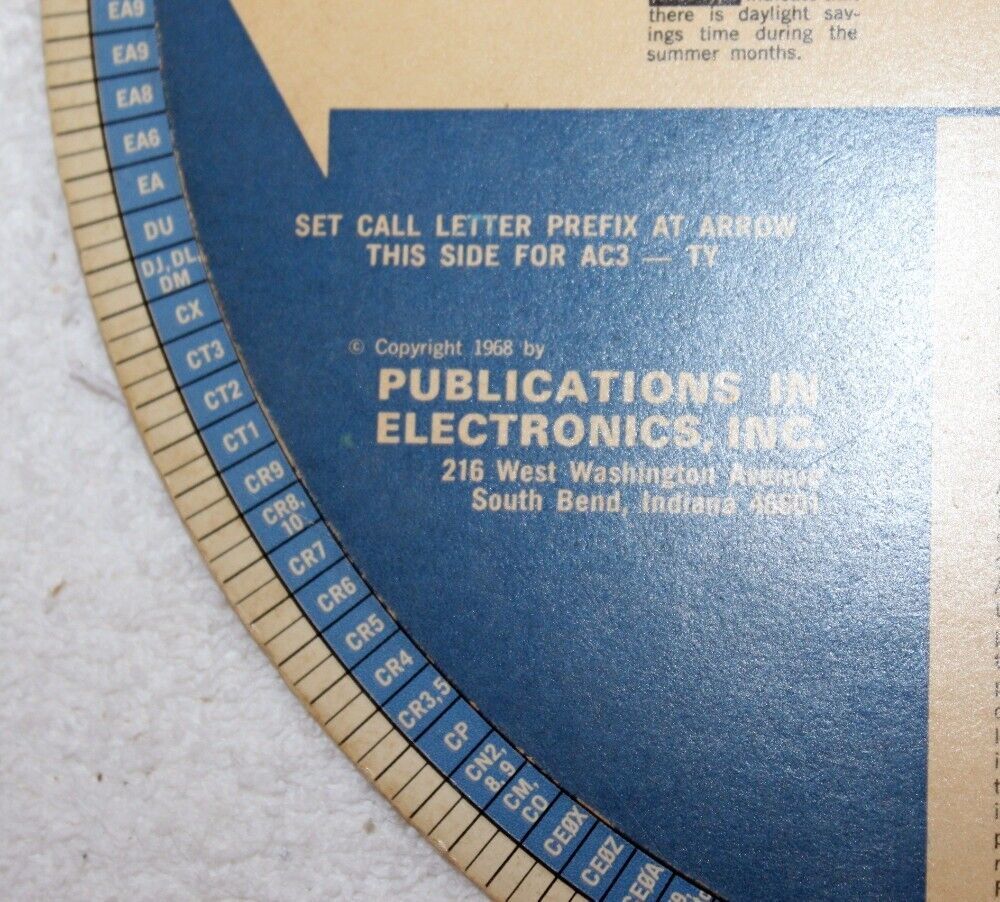 there is daylight sav-
ings time during the
summer months.
SET CALL LETTER PREFIX AT ARROW
THIS SIDE FOR AC3 — TY
© Copyright 1968 by
PUBLICATIONS IN
ELECTRONICS, INC.
216 West Washington Avenue
South Bend, Indiana 46601
EA9
EA9
EA8
EA6
EA
DU
DJ, DL,
DM
CX
CT3
CT2
CT1
CR9
CR8,
10
CR7
CR6
CR5
CR4
CR3,5
CP
CN2,
8, 9
CM,
CO
CEØX
CEØZ
CEØA